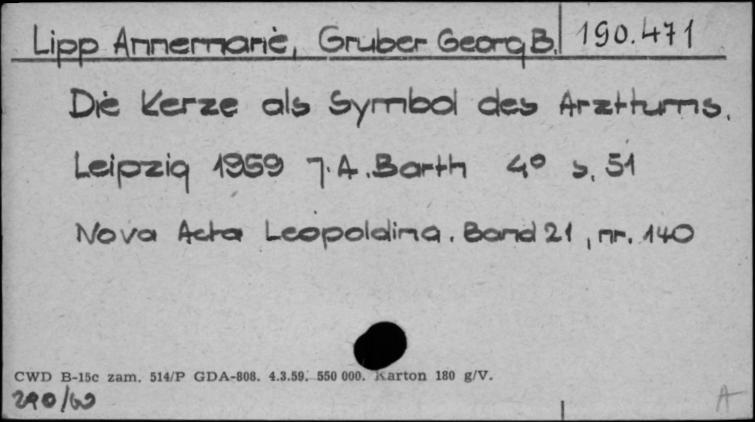 Lipp Annemarie, Gruber Georg B. 190.471
Die Kerze als Symbol des Arzttums.
Leipzig 1959 J. A. Barth 4° s. 51
Nova Acta Leopoldina. Band 21, nr. 140
CWD B-15c zam. 514/P GDA-808. 4.3.59. 550 000. Karton 180 g/V.
290/60
A